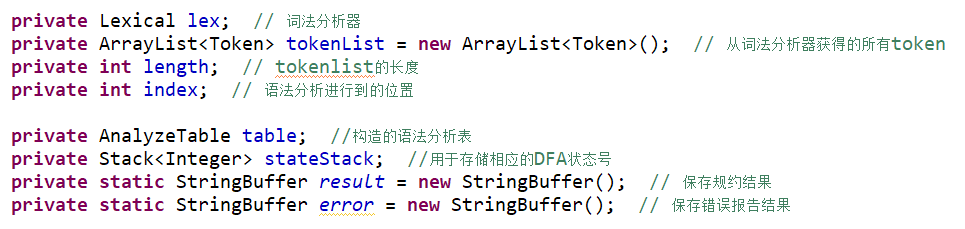 private Lexical lex;  // 词法分析器
private ArrayList<Token> tokenList = new ArrayList<Token>();  // 从词法分析器获得的所有token
private int length;  // tokenlist的长度
private int index;  // 语法分析进行到的位置
private AnalyzeTable table;  //构造的语法分析表
private Stack<Integer> stateStack;  //用于存储相应的DFA状态号
private static StringBuffer result = new StringBuffer();  // 保存规约结果
private static StringBuffer error = new StringBuffer();  // 保存错误报告结果